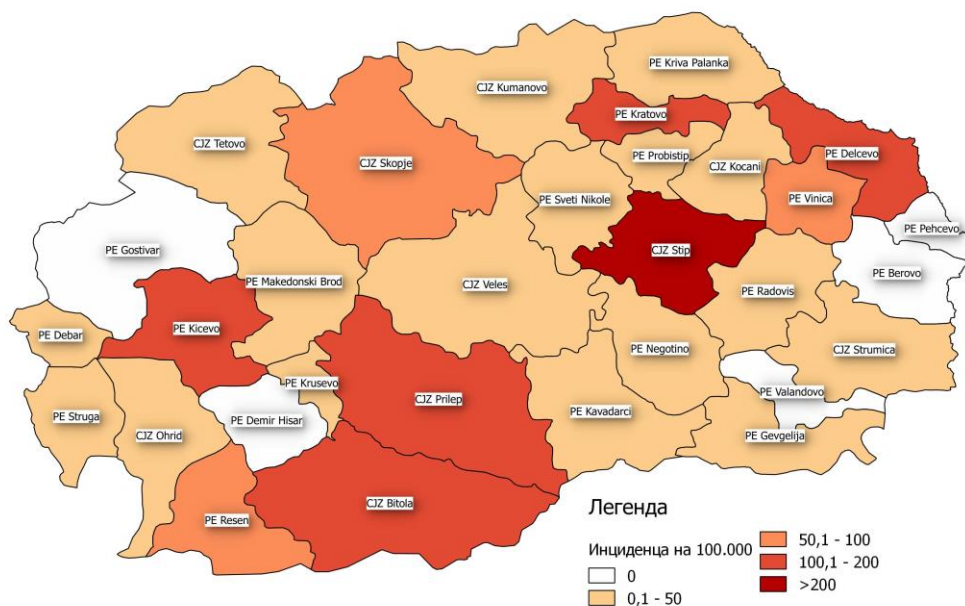 PE Kriva Palanka
CJZ Kumanovo
PE Kratovo
CJZ Tetovo
PE Delcevo
PE Probistip
CJZ Skopje
CJZ Kocani
PE Vinica
PE Sveti Nikole
PE Pehcevo
PE Gostivar
CJZ Stip
PE Berovo
PE Makedonski Brod
CJZ Veles
PE Radovis
PE Kicevo
PE Debar
PE Negotino
CJZ Strumica
PE Krusevo
PE Valandovo
CJZ Prilep
PE Struga
PE Demir Hisar
PE Kavadarci
CJZ Ohrid
PE Gevgelija
CJZ Bitola
PE Resen
Легенда
Инциденца на 100.000
0
0,1 - 50
50,1 - 100
100,1 - 200
>200